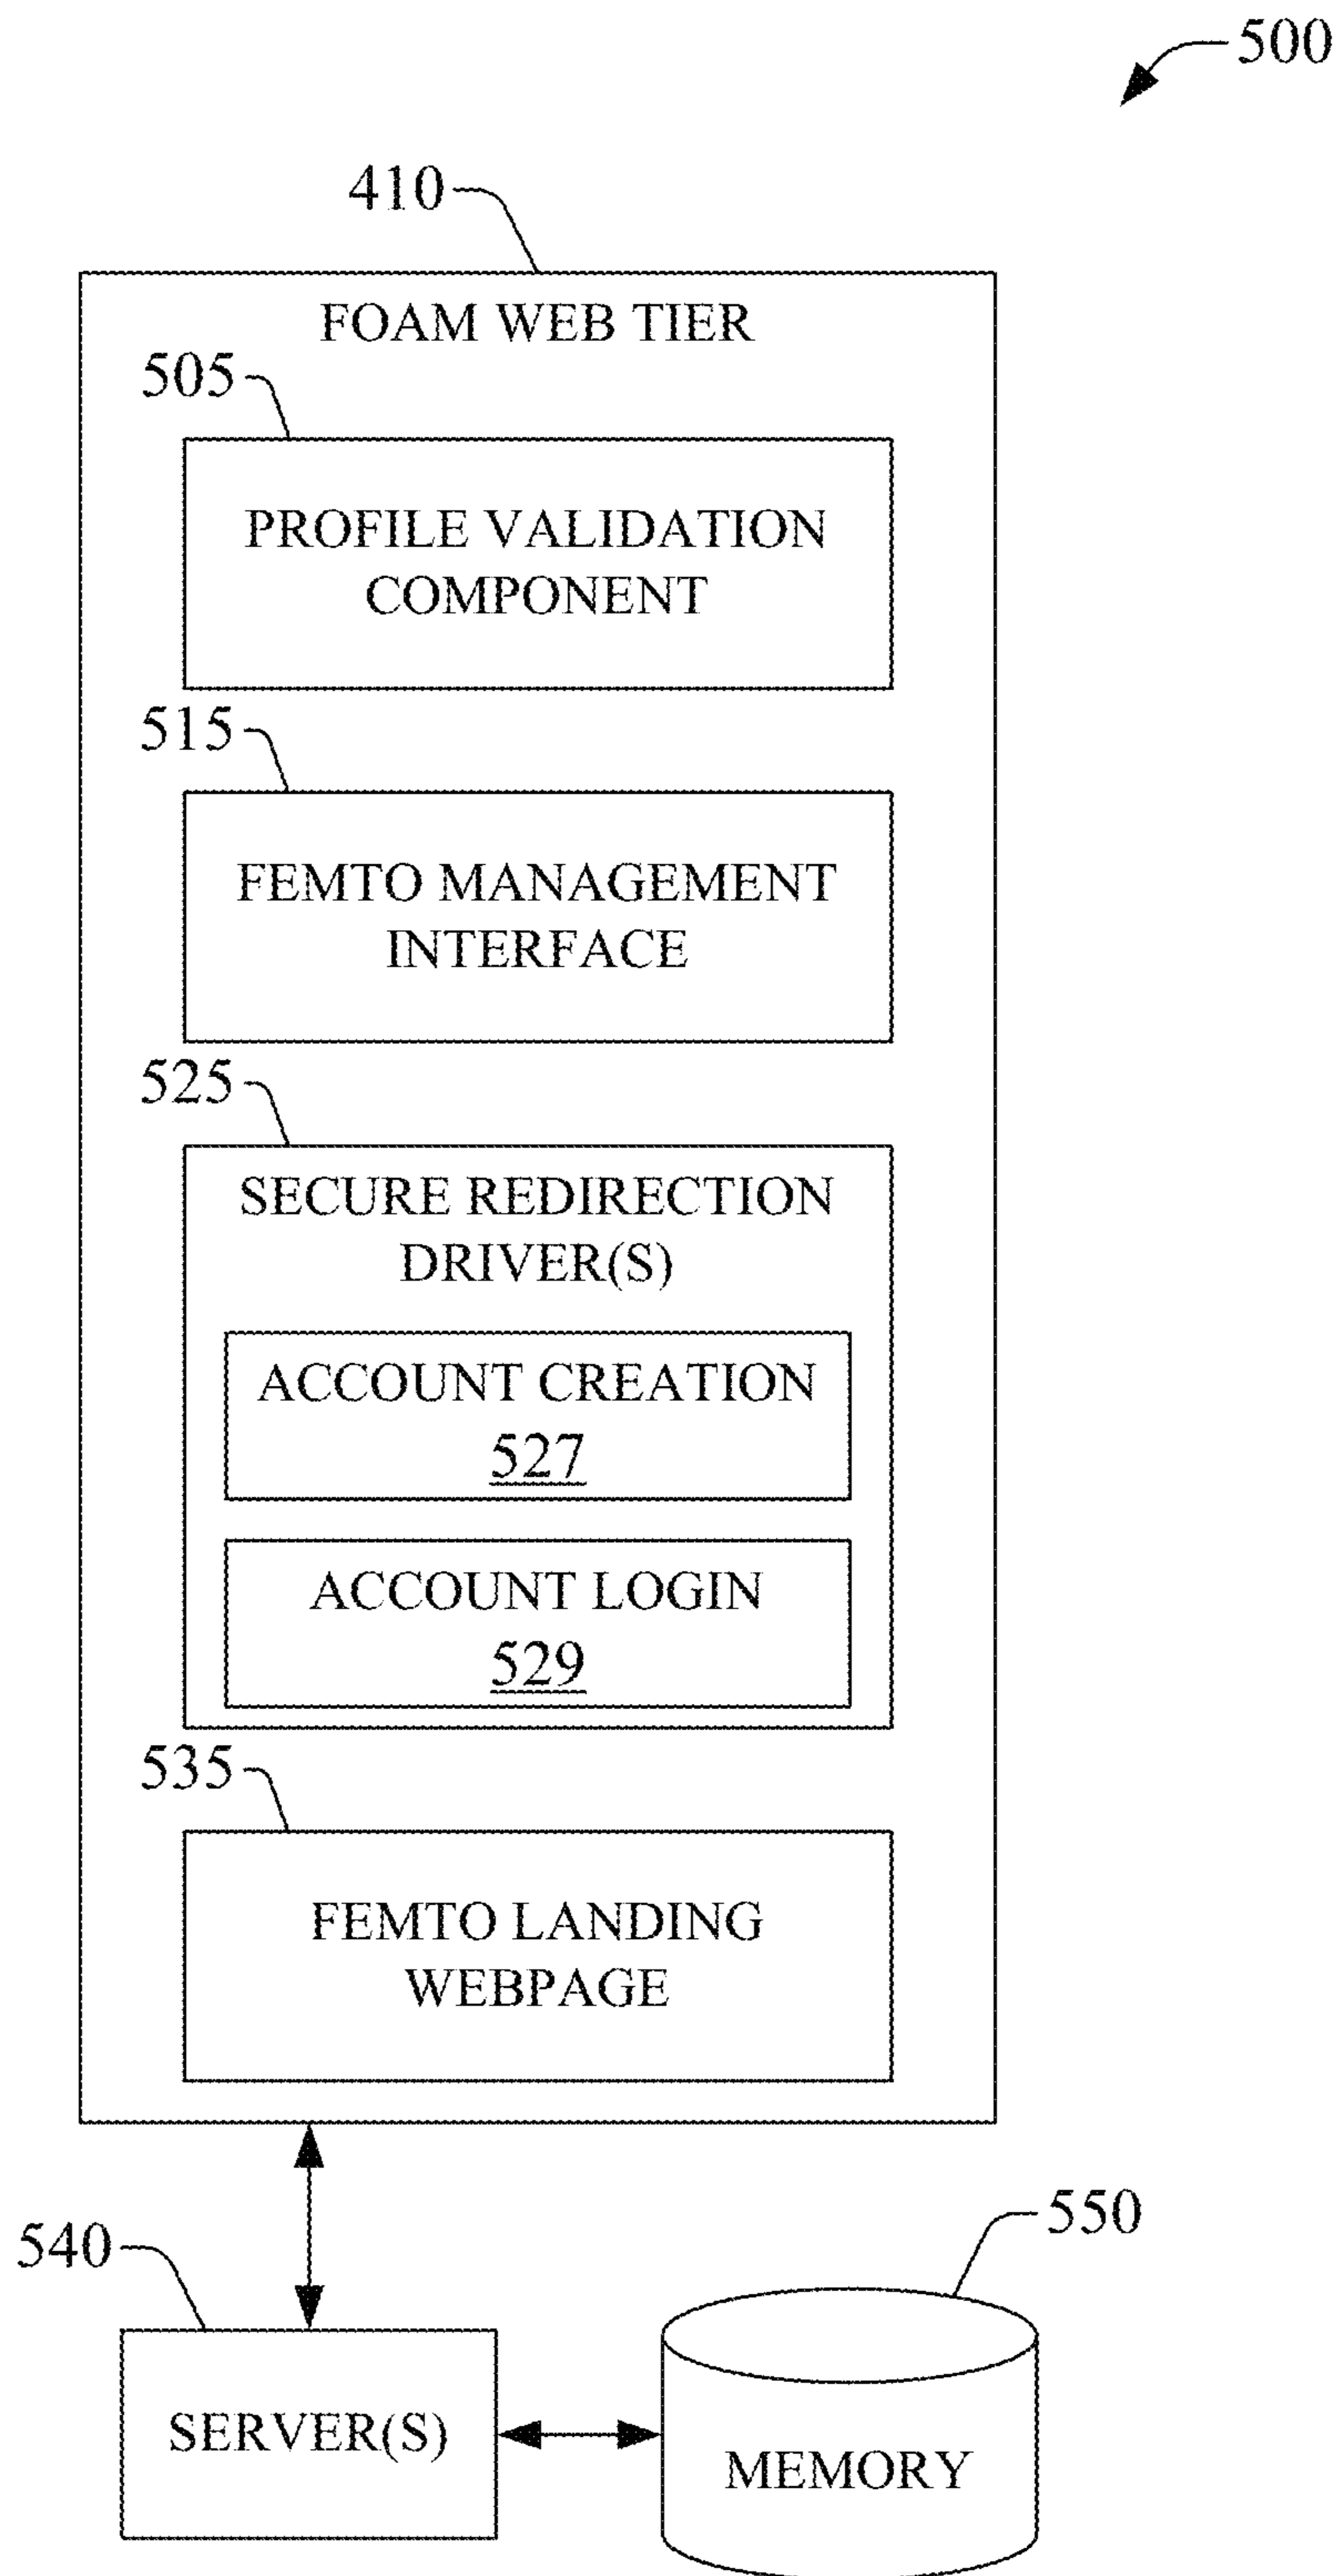 500
410
FOAM WEB TIER
505
PROFILE VALIDATION
COMPONENT
515
FEMTO MANAGEMENT
INTERFACE
525
SECURE REDIRECTION
DRIVER(S)
ACCOUNT CREATION
527
ACCOUNT LOGIN
529
535
FEMTO LANDING
WEBPAGE
540
550
SERVER(S)
MEMORY